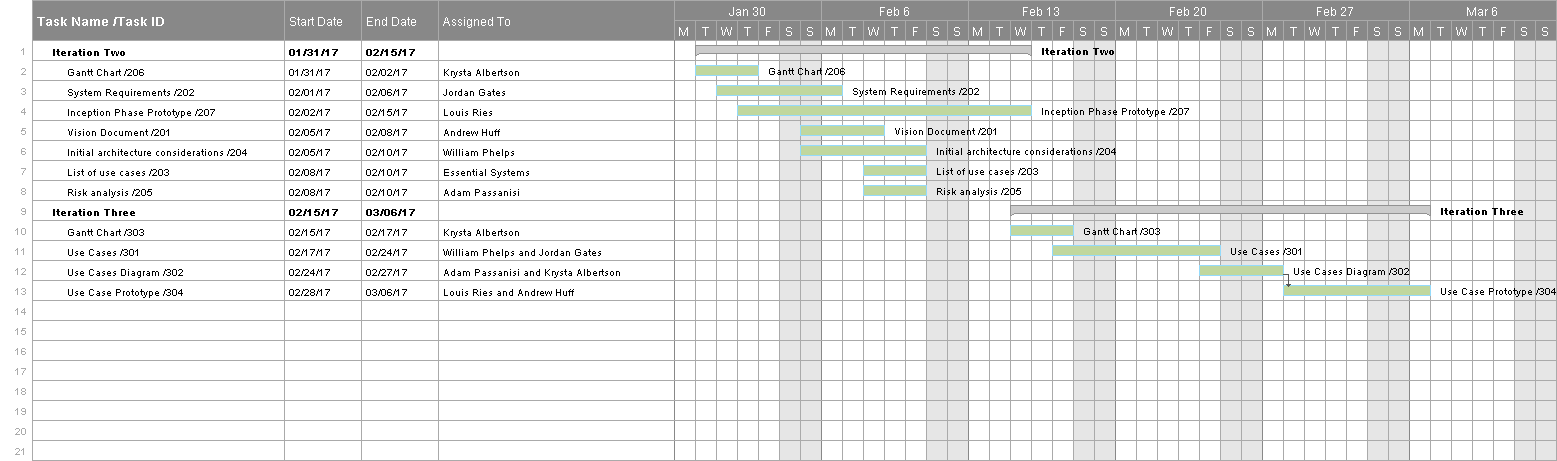 Task Name /Task ID Start Date End Date Assigned To Jan 30 Feb 6 Feb 13 Feb 20 Feb 27 Mar 6
M T W T F S S M T W T F S S M T W T F S S M T W T F S S M T W T F S S M T W T F S S
1 Iteration Two 01/31/17 02/15/17 Iteration Two
2 Gantt Chart /206 01/31/17 02/02/17 Krysta Albertson Gantt Chart /206
3 System Requirements /202 02/01/17 02/06/17 Jordan Gates System Requirements /202
4 Inception Phase Prototype /207 02/02/17 02/15/17 Louis Ries Inception Phase Prototype /207
5 Vision Document /201 02/05/17 02/08/17 Andrew Huff Vision Document /201
6 Initial architecture considerations /204 02/05/17 02/10/17 William Phelps Initial architecture considerations /204
7 List of use cases /203 02/08/17 02/10/17 Essential Systems List of use cases /203
8 Risk analysis /205 02/08/17 02/10/17 Adam Passanisi Risk analysis /205
9 Iteration Three 02/15/17 03/06/17 Iteration Three
10 Gantt Chart /303 02/15/17 02/17/17 Krysta Albertson Gantt Chart /303
11 Use Cases /301 02/17/17 02/24/17 William Phelps and Jordan Gates Use Cases /301
12 Use Cases Diagram /302 02/24/17 02/27/17 Adam Passanisi and Krysta Albertson Use Cases Diagram /302
13 Use Case Prototype /304 02/28/17 03/06/17 Louis Ries and Andrew Huff Use Case Prototype /304
14
15
16
17
18
19
20
21